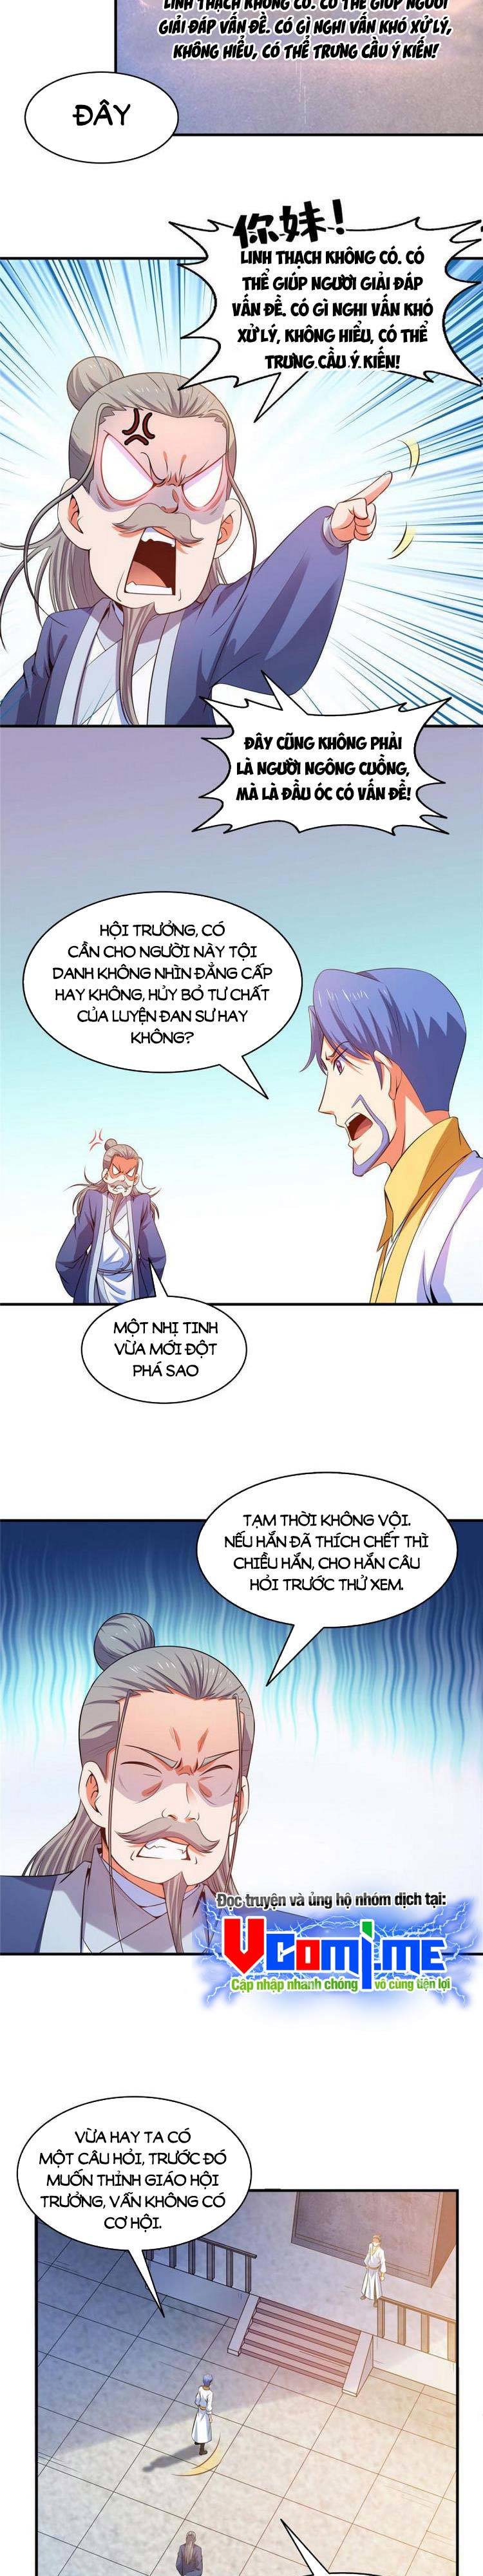 LINH THẠCH KHÔNG CÓ. CÓ THỂ GIÚP NGƯỜI
GIẢI ĐÁP VẤN ĐỀ. CÓ GÌ NGHI VẤN KHÓ XỬ LÝ,
KHÔNG HIỂU, CÓ THỂ TRƯNG CẦU Ý KIẾN!
ĐÂY
你妹!
LINH THẠCH KHÔNG CÓ. CÓ
THỂ GIÚP NGƯỜI GIẢI ĐÁP
VẤN ĐỀ. CÓ GÌ NGHI VẤN KHÓ
XỬ LÝ, KHÔNG HIỂU, CÓ THỂ
TRƯNG CẦU Ý KIẾN!
ĐÂY CŨNG KHÔNG PHẢI
LÀ NGƯỜI NGÔNG CUỒNG,
MÀ LÀ ĐẦU ÓC CÓ VẤN ĐỀ!
HỘI TRƯỞNG, CÓ
CẦN CHO NGƯỜI NÀY TỘI
DANH KHÔNG NHÌN ĐẲNG CẤP
HAY KHÔNG, HỦY BỎ TƯ CHẤT
CỦA LUYỆN ĐAN SƯ HAY
KHÔNG?
MỘT NHỊ TINH
VỪA MỚI ĐỘT
PHÁ SAO
TẠM THỜI KHÔNG VỘI.
NẾU HẮN ĐÃ THÍCH CHẾT THÌ
CHIỀU HẮN, CHO HẮN CÂU
HỎI TRƯỚC THỬ XEM.
Đọc truyện và ủng hộ nhóm dịch tại:
VComi.me
Cập nhập nhanh chóng vô cùng tiện lợi
VỪA HAY TA CÓ
MỘT CÂU HỎI, TRƯỚC ĐÓ
MUỐN THỈNH GIÁO HỘI
TRƯỞNG, VẪN KHÔNG CÓ
CƠ HỘI.